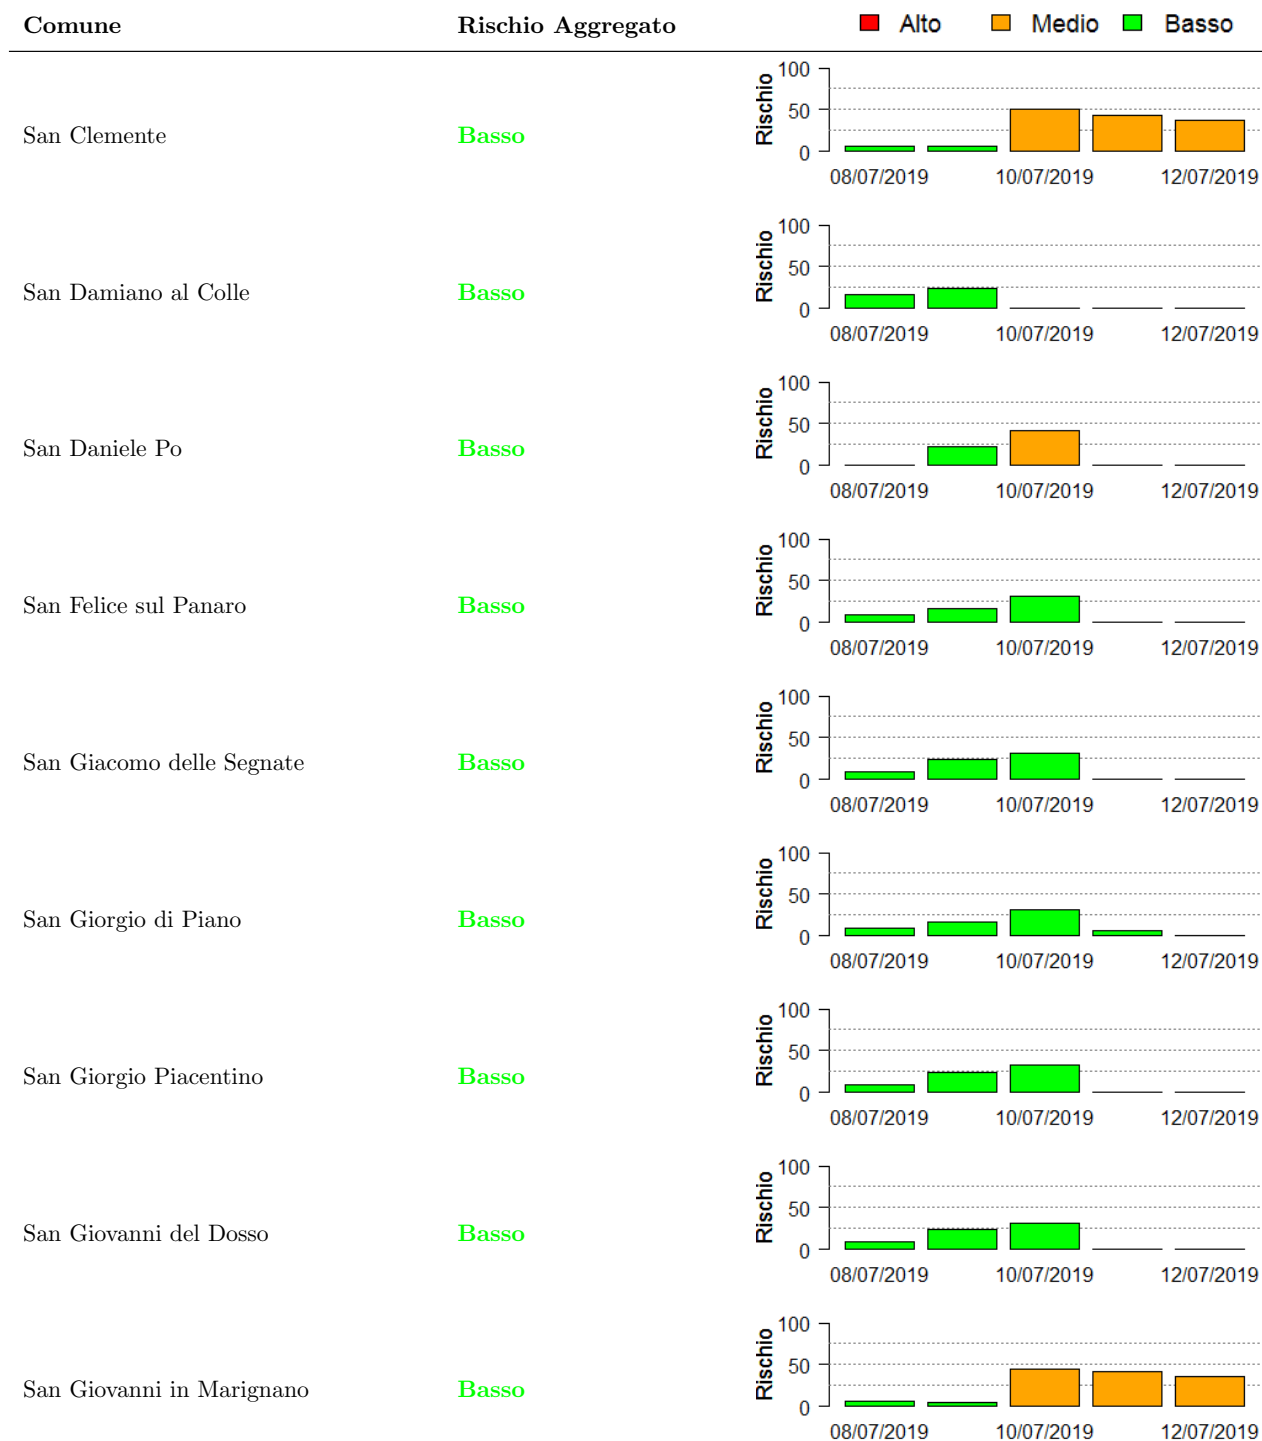 Comune Rischio Aggregato Alto Medio Basso
San Clemente Basso
Rischio
100
50
0
08/07/2019 10/07/2019 12/07/2019
San Damiano al Colle Basso
Rischio
100
50
0
08/07/2019 10/07/2019 12/07/2019
San Daniele Po Basso
Rischio
100
50
0
08/07/2019 10/07/2019 12/07/2019
San Felice sul Panaro Basso
Rischio
100
50
0
08/07/2019 10/07/2019 12/07/2019
San Giacomo delle Segnate Basso
Rischio
100
50
0
08/07/2019 10/07/2019 12/07/2019
San Giorgio di Piano Basso
Rischio
100
50
0
08/07/2019 10/07/2019 12/07/2019
San Giorgio Piacentino Basso
Rischio
100
50
0
08/07/2019 10/07/2019 12/07/2019
San Giovanni del Dosso Basso
Rischio
100
50
0
08/07/2019 10/07/2019 12/07/2019
San Giovanni in Marignano Basso
Rischio
100
50
0
08/07/2019 10/07/2019 12/07/2019